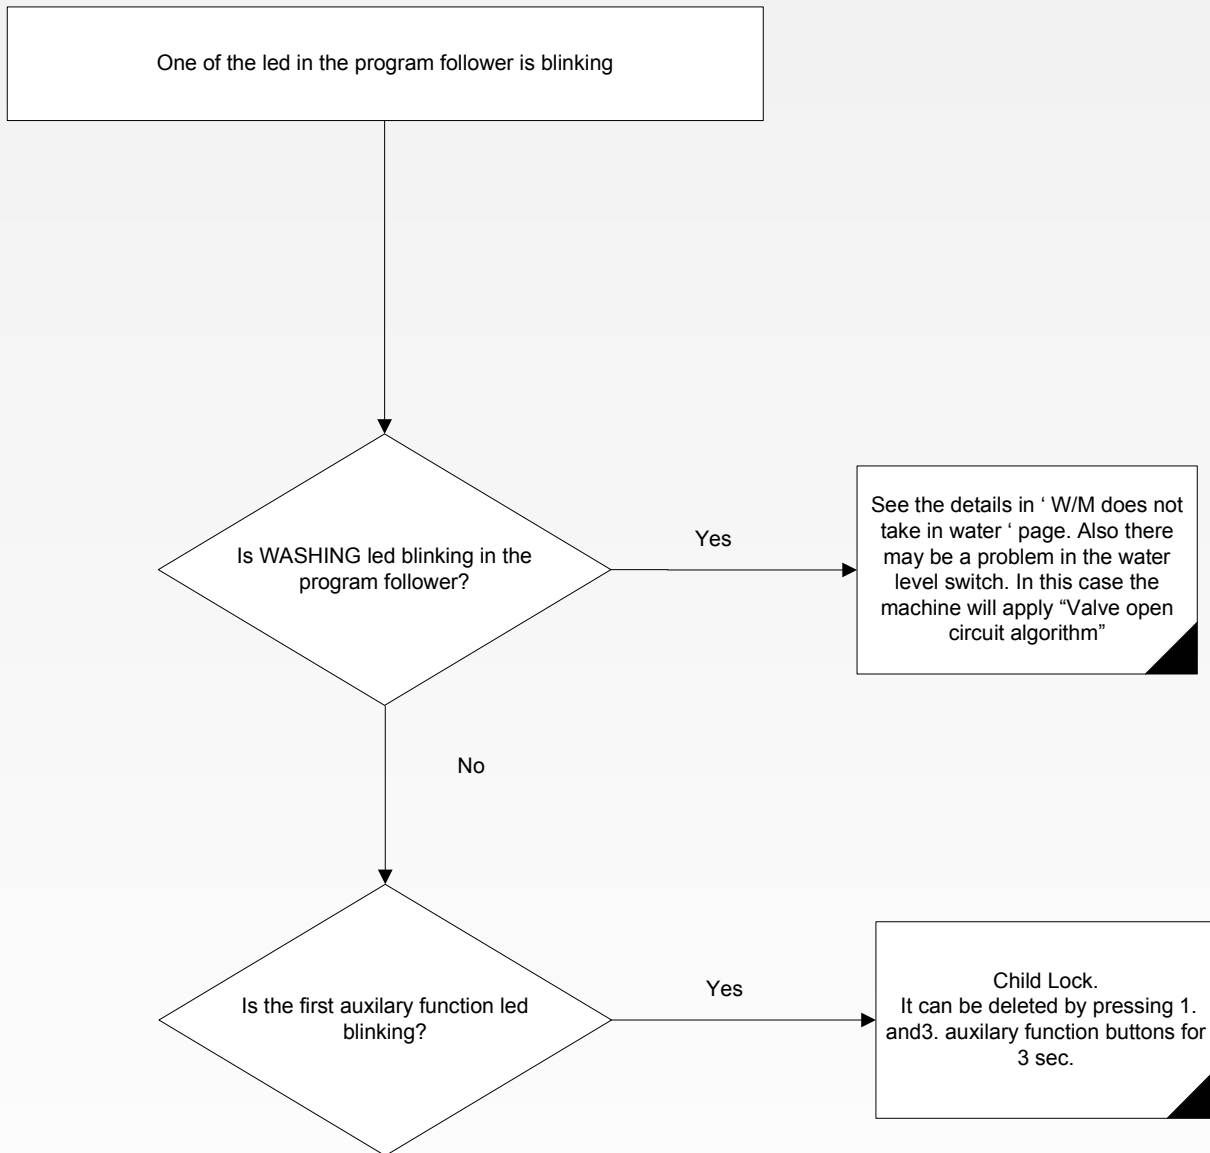 One of the led in the program follower is blinking
Is WASHING led blinking in the
program follower?
Yes
See the details in ‘ W/M does not
take in water ‘ page. Also there
may be a problem in the water
level switch. In this case the
machine will apply “Valve open
circuit algorithm”
No
Is the first auxilary function led
blinking?
Yes
Child Lock.
It can be deleted by pressing 1.
and3. auxilary function buttons for
3 sec.